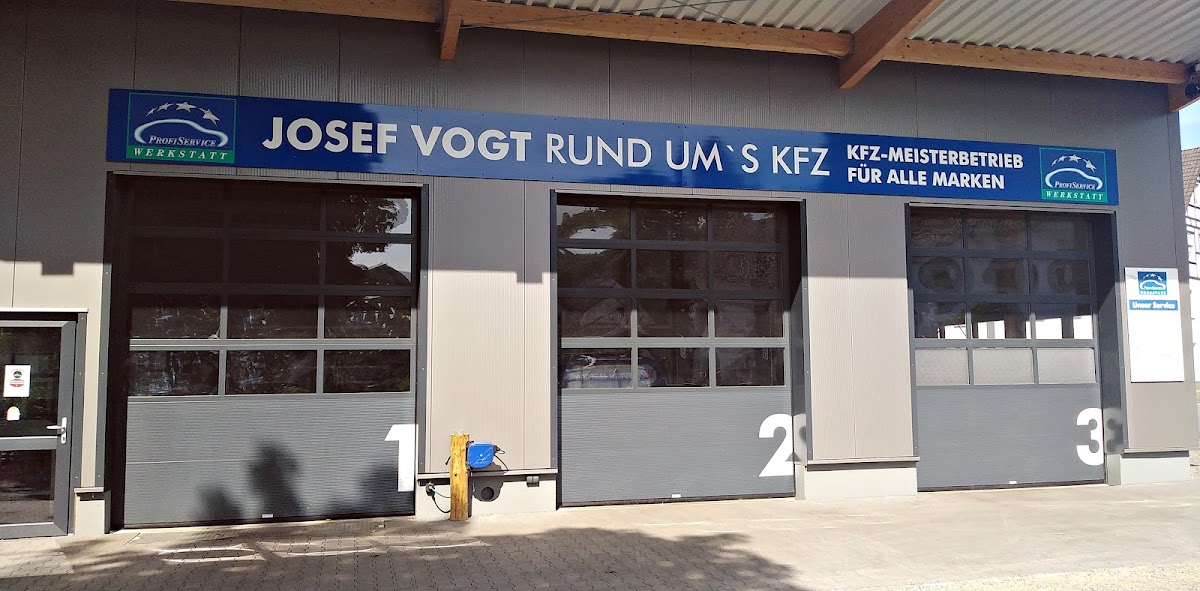 PROFISERVICE
WERKSTATT
JOSEF VOGT RUND UM`S KFZ
KFZ-MEISTERBETRIEB
FÜR ALLE MARKEN
PROFISERVICE
WERKSTATT
1
2
3
WERKSTATT
Unser Service